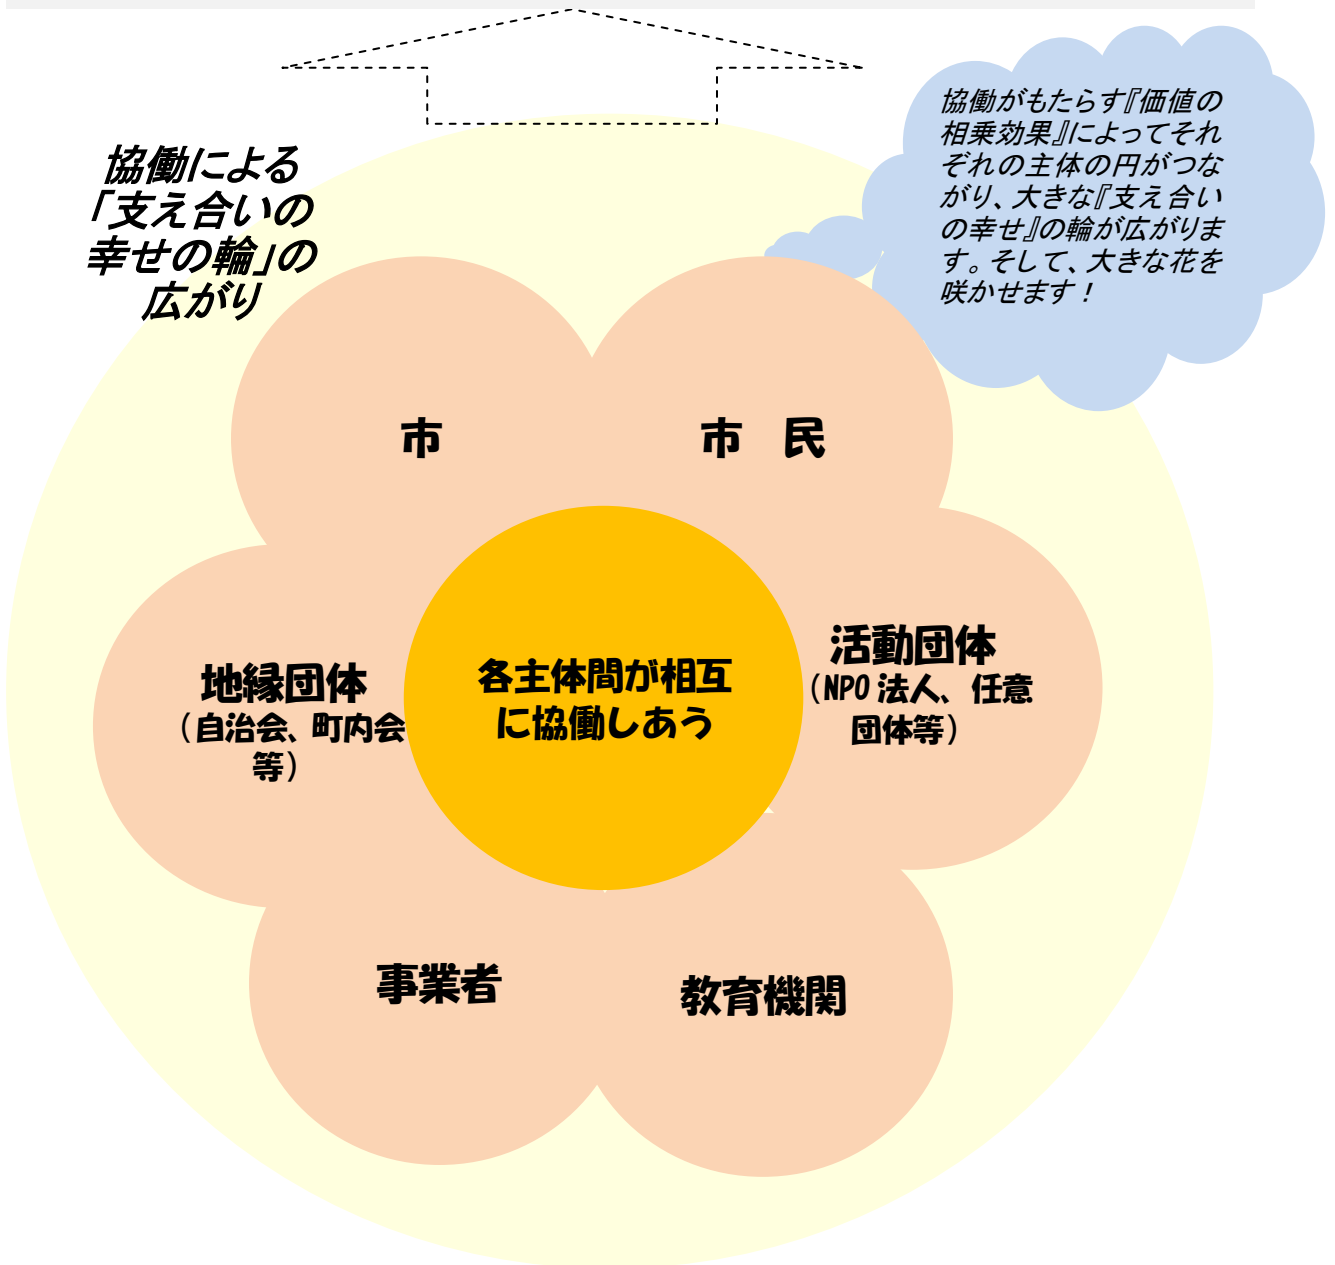 協働による
「支え合いの
幸せの輪」の
広がり
協働がもたらす『価値の
相乗効果』によってそれ
ぞれの主体の円がつな
がり、大きな『支え合い
の幸せ』の輪が広がりま
す。そして、大きな花を
咲かせます！
市
市　民
地縁団体
（自治会、町内会
等）
各主体間が相互
に協働しあう
活動団体
（NPO 法人、任意
団体等）
事業者
教育機関